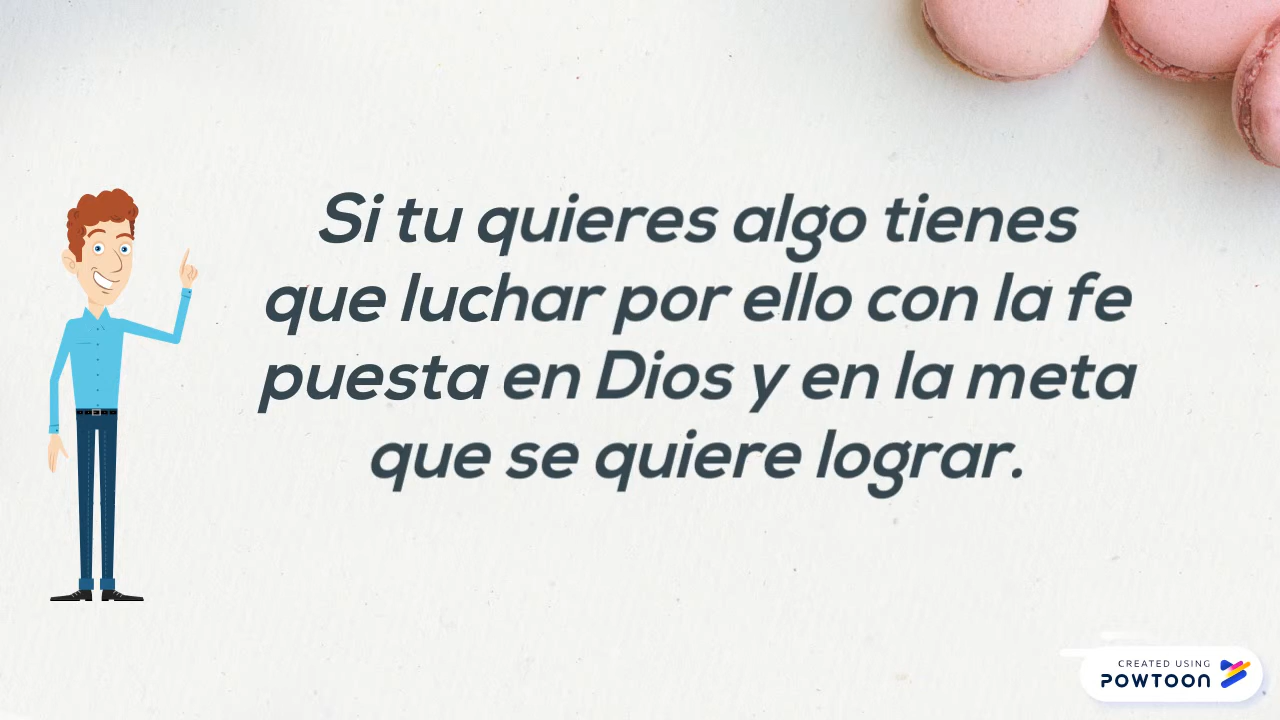 Si tu quieres algo tienes
que luchar por ello con la fe
puesta en Dios y en la meta
que se quiere lograr.
CREATED USING
POWTOON